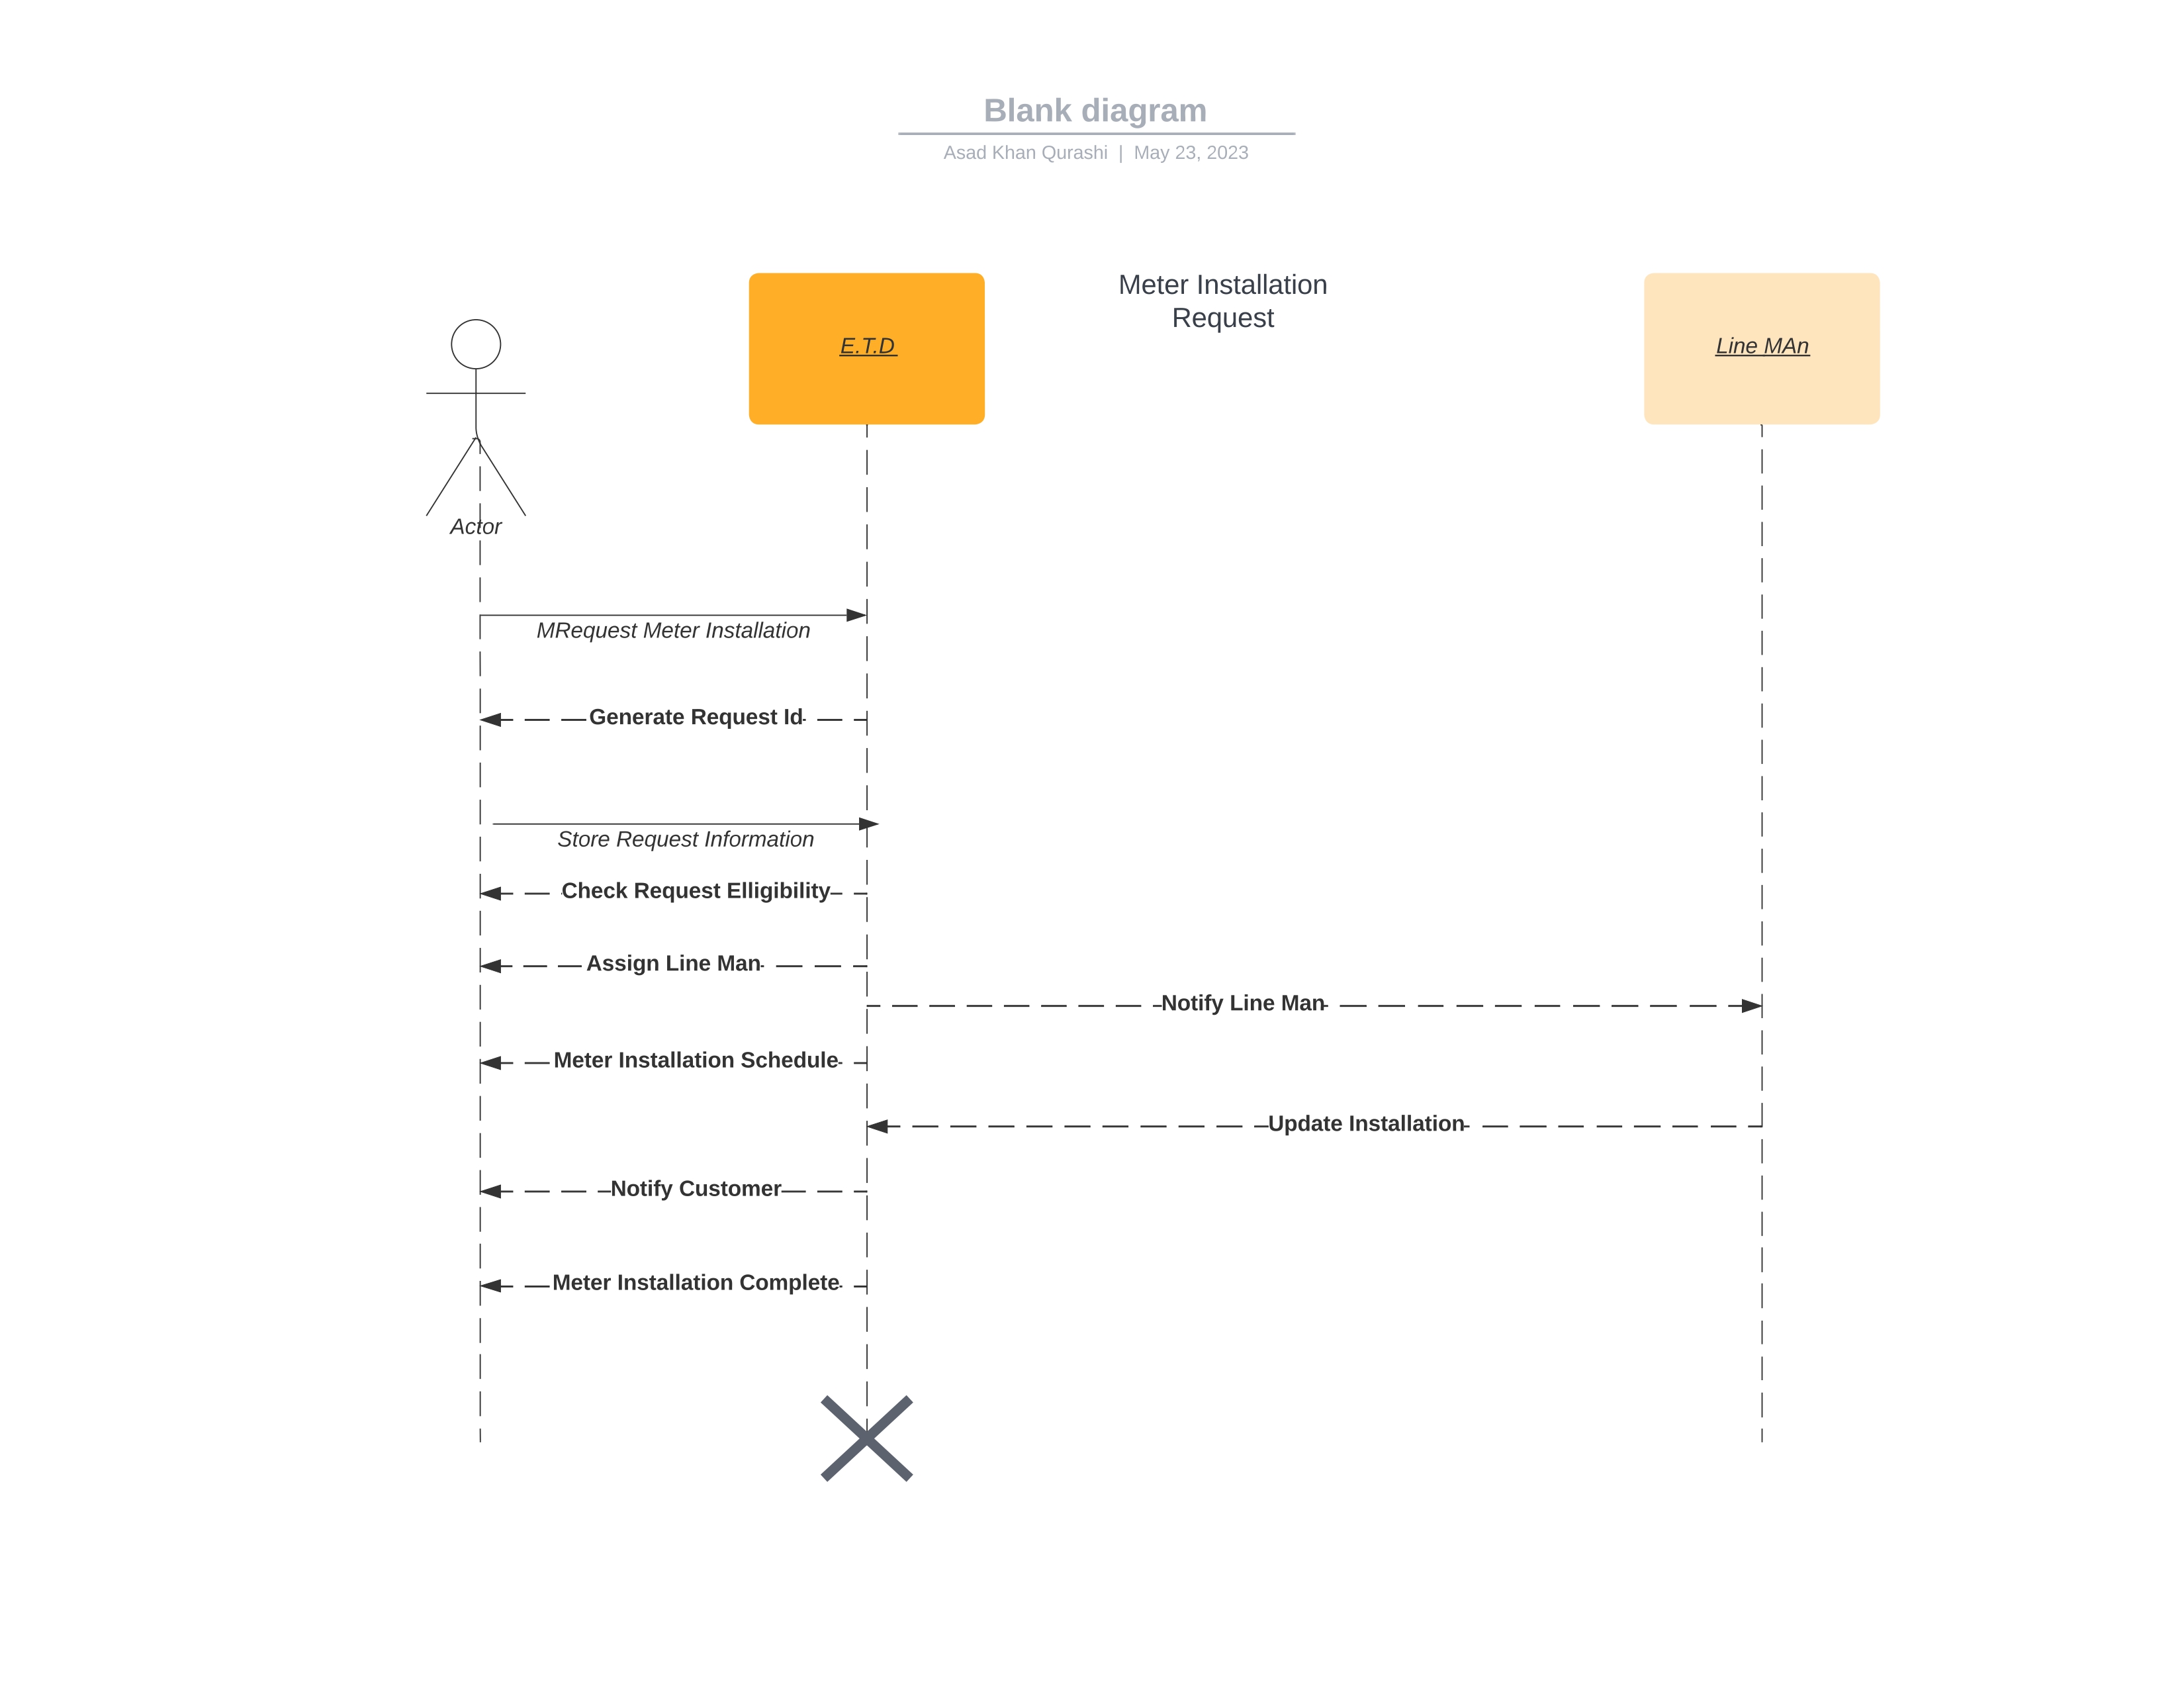 Blank diagram
Asad Khan Qurashi | May 23, 2023
Meter Installation
Request
E.T.D
Line MAn
Actor
MRequest Meter Installation
Generate Request Id
Store Request Information
Check Request Elligibility
Assign Line Man
Notify Line Man
Meter Installation Schedule
Update Installation
Notify Customer
Meter Installation Complete